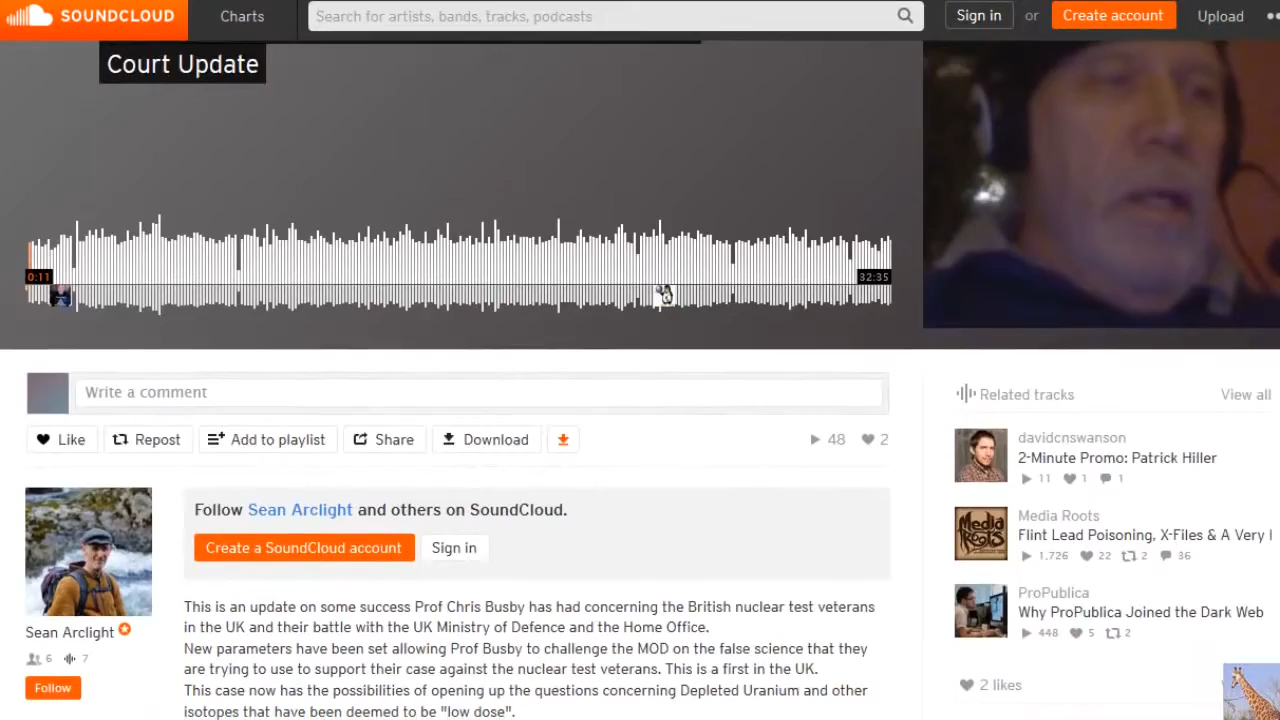 SOUNDCLOUD Charts Search for artists, bands, tracks, podcasts Sign in or Create account Upload
Court Update
0:11 32:35
Write a comment
Like Repost Add to playlist Share Download 48 2
Follow Sean Arclight and others on SoundCloud.
Create a SoundCloud account Sign in
Sean Arclight
6 7
Follow
This is an update on some success Prof Chris Busby has had concerning the British nuclear test veterans
in the UK and their battle with the UK Ministry of Defence and the Home Office.
New parameters have been set allowing Prof Busby to challenge the MOD on the false science that they
are trying to use to support their case against the nuclear test veterans. This is a first in the UK.
This case now has the possibilities of opening up the questions concerning Depleted Uranium and other
isotopes that have been deemed to be "low dose".
Related tracks View all
davidcnswanson
2-Minute Promo: Patrick Hiller
11 1 1
MEDIA ROOTS
Media Roots
Flint Lead Poisoning, X-Files & A Very
1.726 22 2 36
ProPublica
Why ProPublica Joined the Dark Web
448 5 2
2 likes